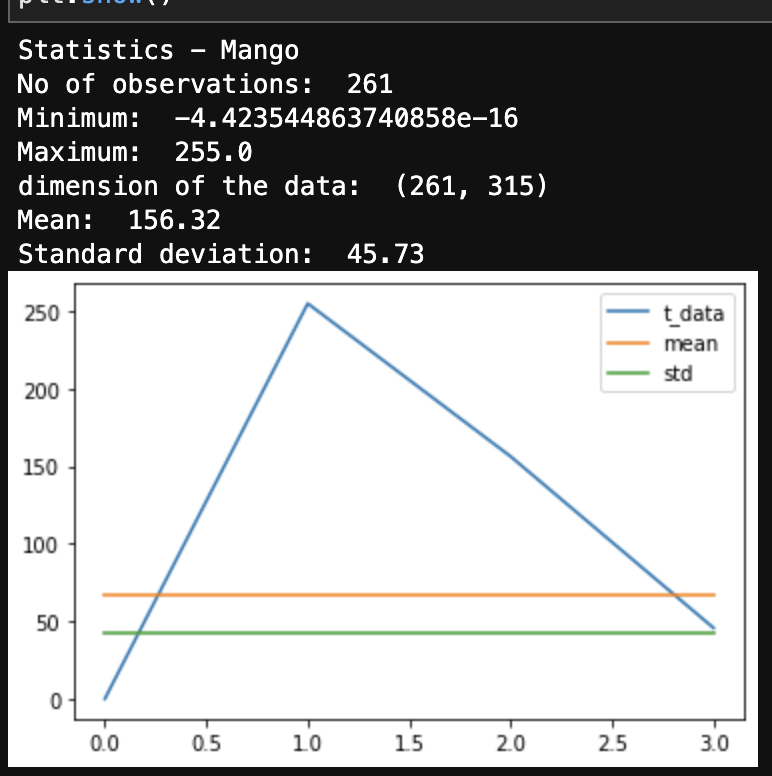 plt.show()
Statistics - Mango
No of observations:  261
Minimum:  -4.423544863740858e-16
Maximum:  255.0
dimension of the data:  (261, 315)
Mean:  156.32
Standard deviation:  45.73
t_data
mean
std
250
200
150
100
50
0
0.0 0.5 1.0 1.5 2.0 2.5 3.0